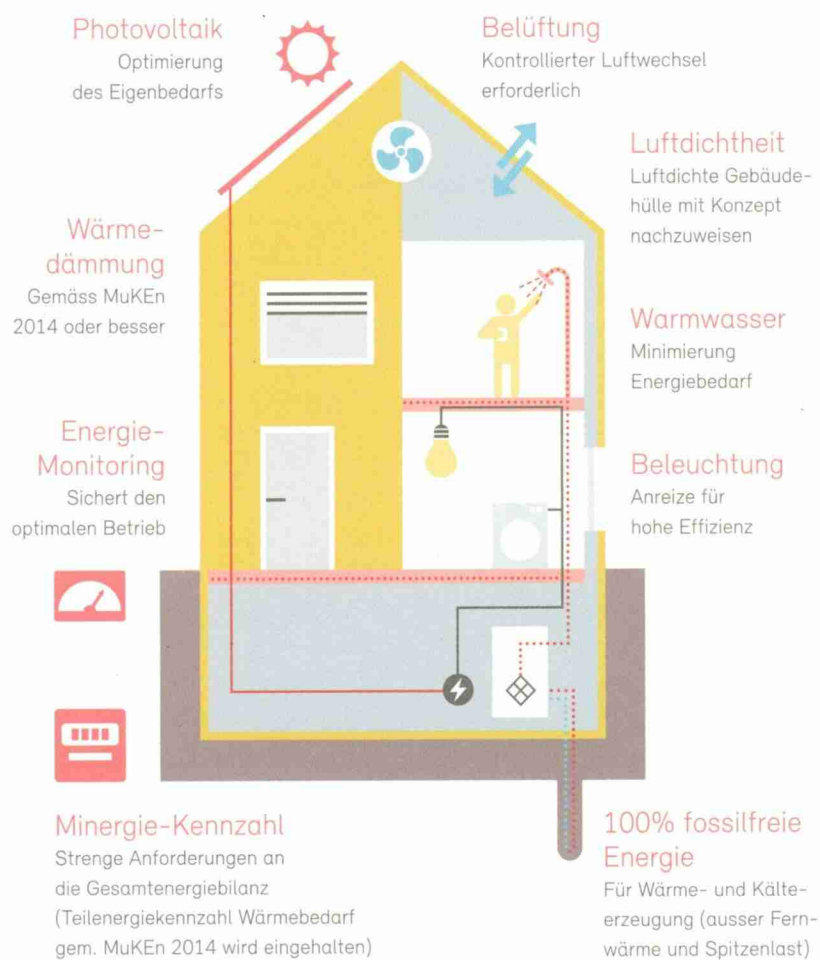 Photovoltaik
Optimierung
des Eigenbedarfs
Belüftung
Kontrollierter Luftwechsel
erforderlich
Luftdichtheit
Luftdichte Gebäude-
hülle mit Konzept
nachzuweisen
Wärme-
dämmung
Gemäss MuKEn
2014 oder besser
Warmwasser
Minimierung
Energiebedarf
Energie-
Monitoring
Sichert den
optimalen Betrieb
Beleuchtung
Anreize für
hohe Effizienz
Minergie-Kennzahl
Strenge Anforderungen an
die Gesamtenergiebilanz
(Teilenergiekennzahl Wärmebedarf
gem. MuKEn 2014 wird eingehalten)
100% fossilfreie
Energie
Für Wärme- und Kälte-
erzeugung (ausser Fern-
wärme und Spitzenlast)